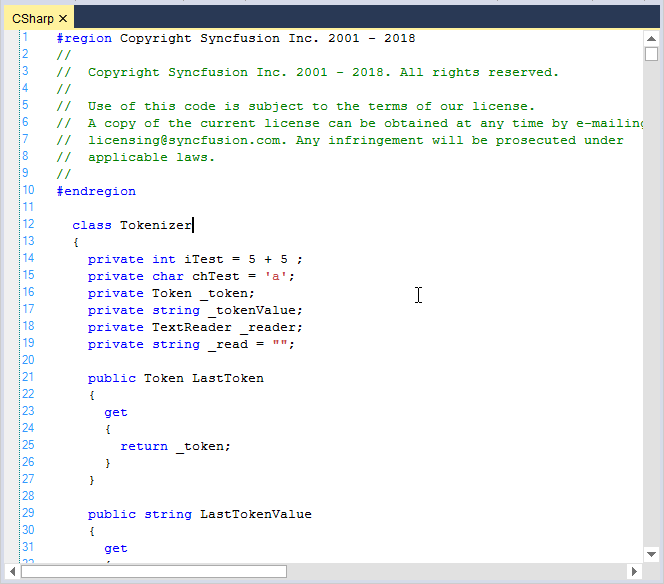 CSharp ×
1 #region Copyright Syncfusion Inc. 2001 - 2018
2 //
3 //  Copyright Syncfusion Inc. 2001 - 2018. All rights reserved.
4 //
5 //  Use of this code is subject to the terms of our license.
6 //  A copy of the current license can be obtained at any time by e-mailing
7 //  licensing@syncfusion.com. Any infringement will be prosecuted under
8 //  applicable laws.
9 //
10 #endregion
11
12   class Tokenizer
13   {
14     private int iTest = 5 + 5 ;
15     private char chTest = 'a';
16     private Token _token;
17     private string _tokenValue;
18     private TextReader _reader;
19     private string _read = "";
20
21     public Token LastToken
22     {
23       get
24       {
25         return _token;
26       }
27     }
28
29     public string LastTokenValue
30     {
31       get